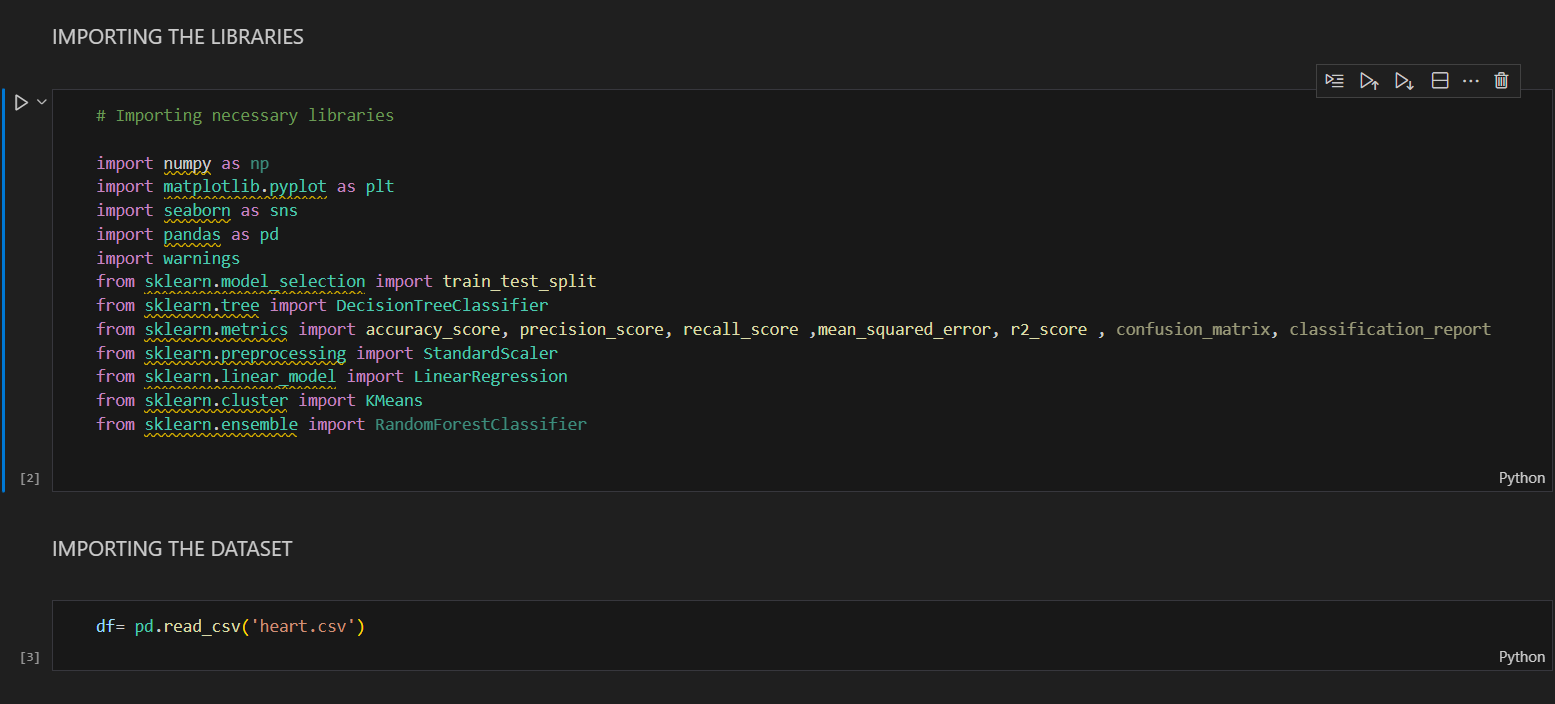 IMPORTING THE LIBRARIES
# Importing necessary libraries
import numpy as np
import matplotlib.pyplot as plt
import seaborn as sns
import pandas as pd
import warnings
from sklearn.model_selection import train_test_split
from sklearn.tree import DecisionTreeClassifier
from sklearn.metrics import accuracy_score, precision_score, recall_score ,mean_squared_error, r2_score , confusion_matrix, classification_report
from sklearn.preprocessing import StandardScaler
from sklearn.linear_model import LinearRegression
from sklearn.cluster import KMeans
from sklearn.ensemble import RandomForestClassifier
[2]
Python
IMPORTING THE DATASET
df= pd.read_csv('heart.csv')
[3]
Python